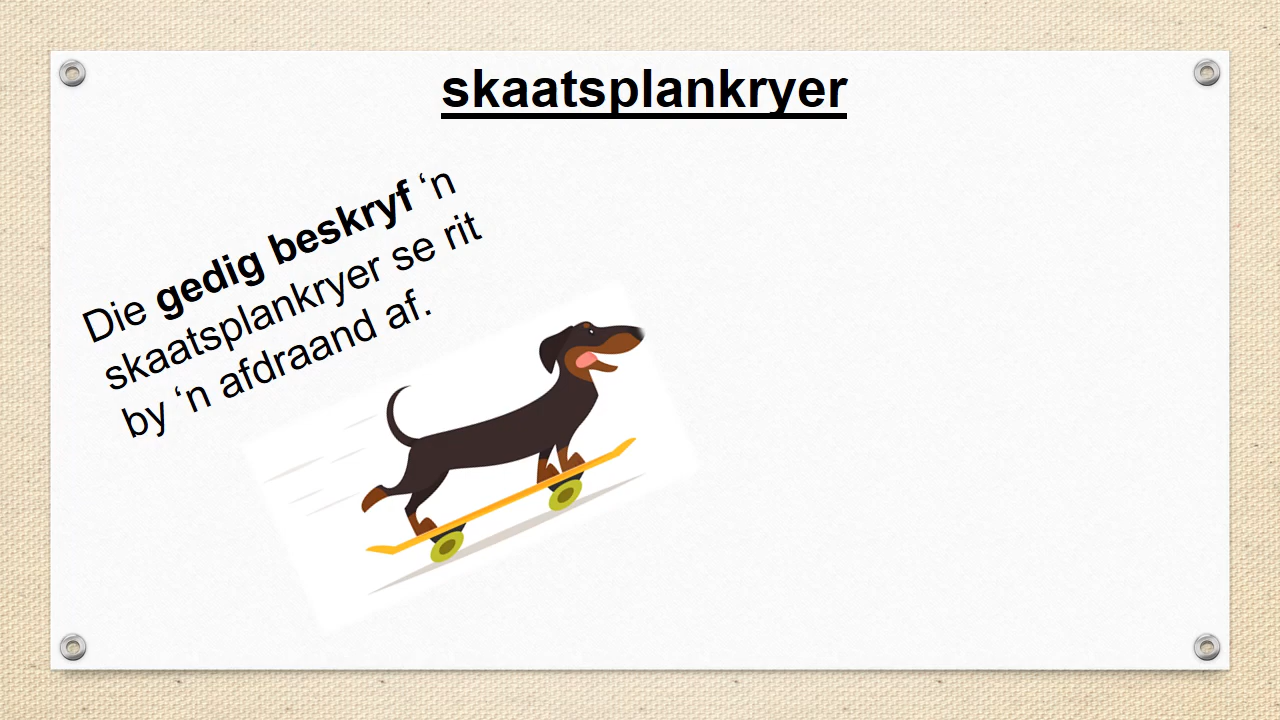 skaatsplankryer
Die gedig beskryf ‘n
skaatsplankryer se rit
by ‘n afdraand af.